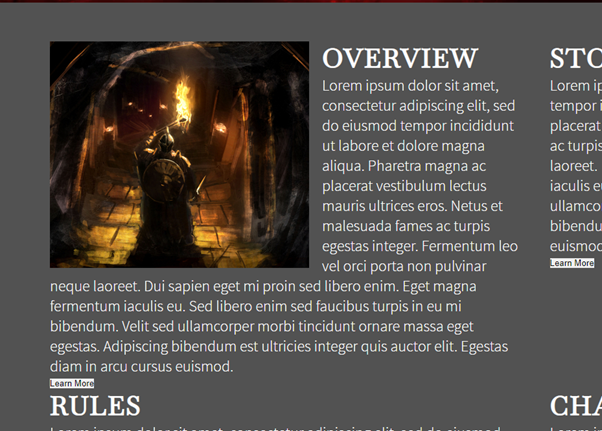 OVERVIEW
Lorem ipsum dolor sit amet,
consectetur adipiscing elit, sed
do eiusmod tempor incididunt
ut labore et dolore magna
aliqua. Pharetra magna ac
placerat vestibulum lectus
mauris ultrices eros. Netus et
malesuada fames ac turpis
egestas integer. Fermentum leo
vel orci porta non pulvinar
neque laoreet. Dui sapien eget mi proin sed libero enim. Eget magna
fermentum iaculis eu. Sed libero enim sed faucibus turpis in eu mi
bibendum. Velit sed ullamcorper morbi tincidunt ornare massa eget
egestas. Adipiscing bibendum est ultricies integer quis auctor elit. Egestas
diam in arcu cursus euismod.
Learn More
RULES
STO
Lorem ip
tempor i
placerat
ac turpis
laoreet.
iaculis eu
ullamco
bibendu
euismod
Learn More
CHA